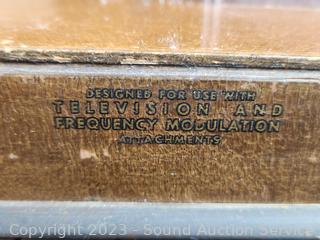 DESIGNED FOR USE WITH
TELEVISION AND
FREQUENCY MODULATION
ATTACHMENTS
Copyright 2023 - Sound Auction Service